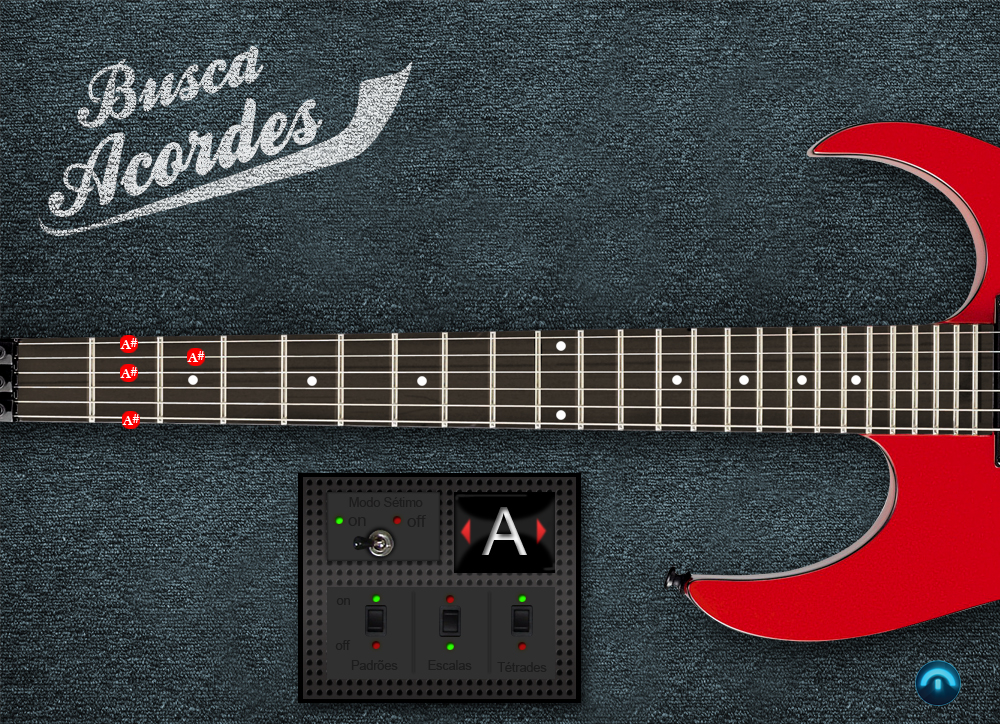 Busca
Acordes
A#
A#
A#
A#
Modo Sétimo
on off
A
on
off
Padrões Escalas Tétrades